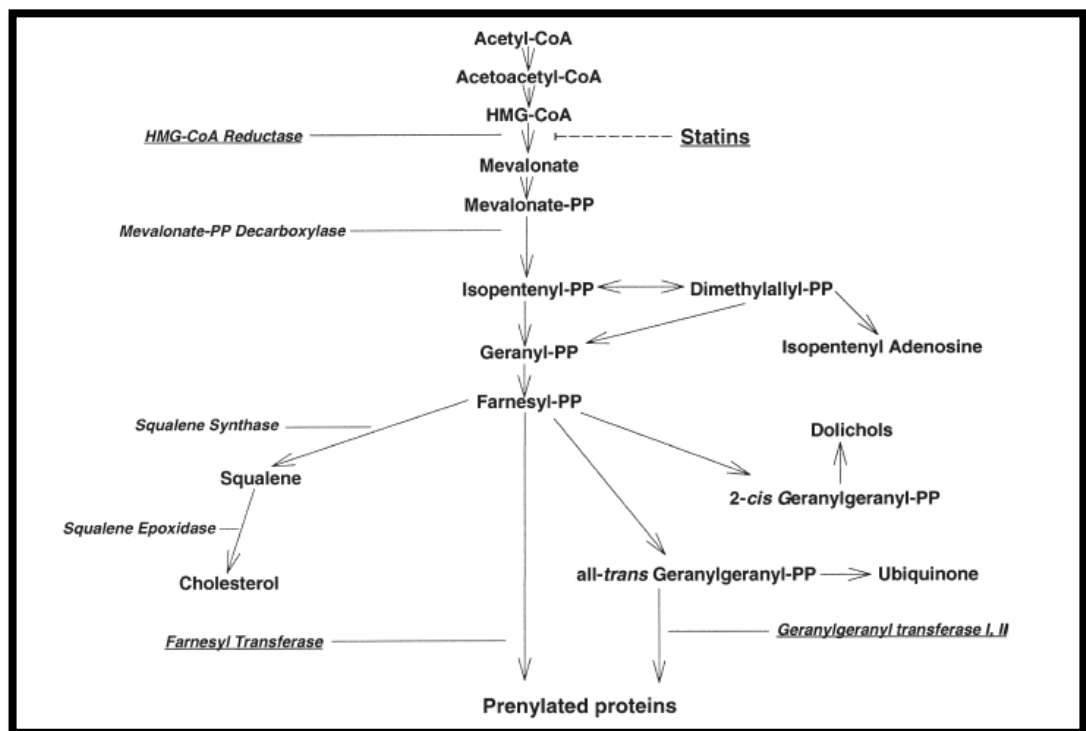 Acetyl-CoA
Acetoacetyl-CoA
HMG-CoA
HMG-CoA Reductase
Statins
Mevalonate
Mevalonate-PP
Mevalonate-PP Decarboxylase
Isopentenyl-PP
Dimethylallyl-PP
Isopentenyl Adenosine
Geranyl-PP
Farnesyl-PP
Squalene Synthase
Dolichols
Squalene
2-cis Geranylgeranyl-PP
Squalene Epoxidase
Cholesterol
all-trans Geranylgeranyl-PP
Ubiquinone
Farnesyl Transferase
Geranylgeranyl transferase I, II
Prenylated proteins